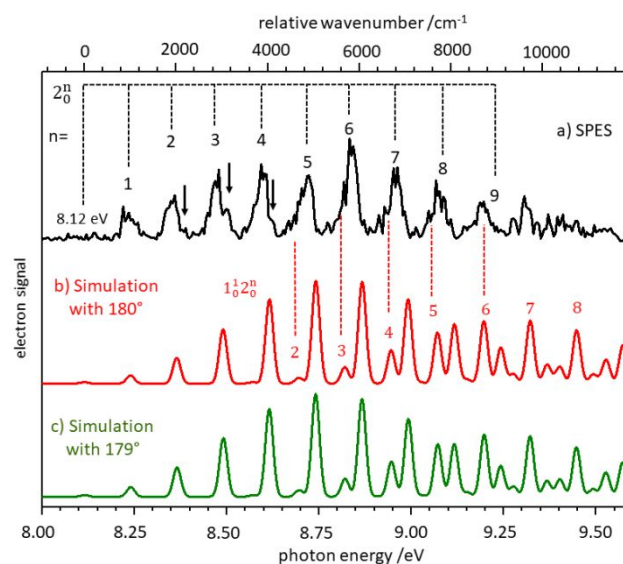 relative wavenumber /cm⁻¹
0 2000 4000 6000 8000 10000
2₀ⁿ
n=
a) SPES
1 2 3 4 5 6 7 8 9
8.12 eV
b) Simulation
with 180°
1₀¹2₀ⁿ
2 3 4 5 6 7 8
c) Simulation
with 179°
electron signal
8.00 8.25 8.50 8.75 9.00 9.25 9.50
photon energy /eV